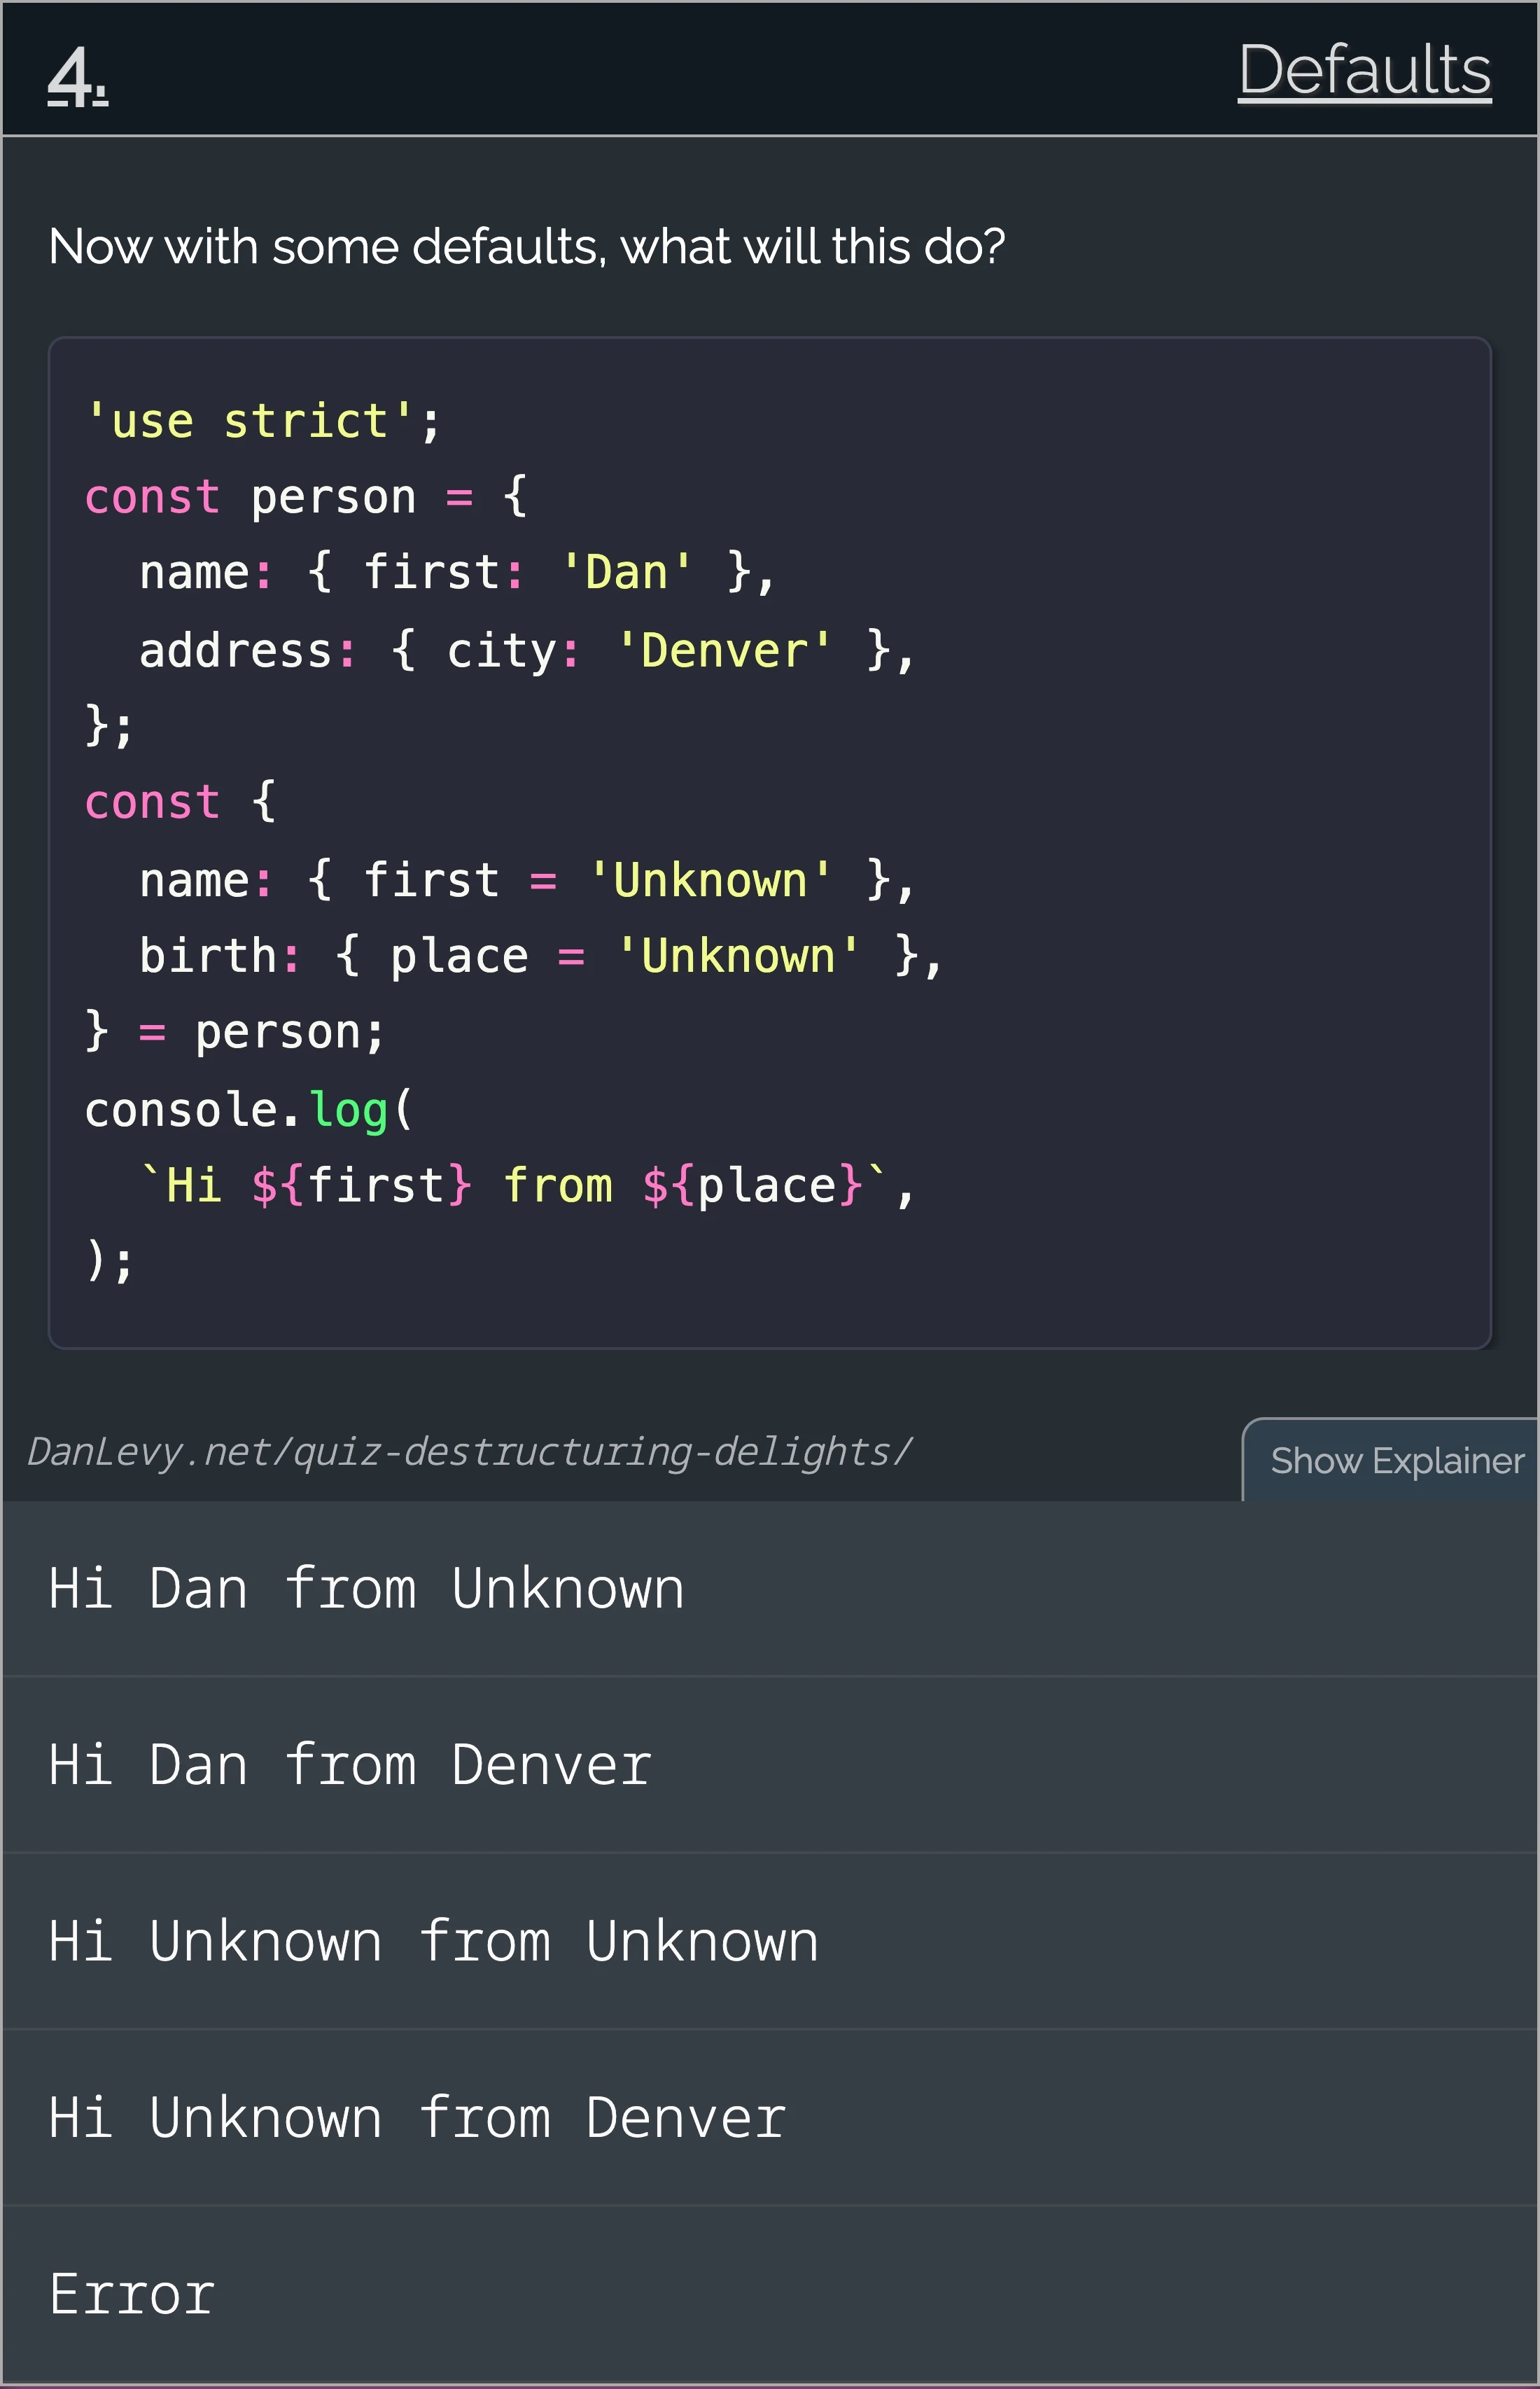 4.
Defaults
Now with some defaults, what will this do?
'use strict';
const person = {
  name: { first: 'Dan' },
  address: { city: 'Denver' },
};
const {
  name: { first = 'Unknown' },
  birth: { place = 'Unknown' },
} = person;
console.log(
  `Hi ${first} from ${place}`,
);
DanLevy.net/quiz-destructuring-delights/
Show Explainer
Hi Dan from Unknown
Hi Dan from Denver
Hi Unknown from Unknown
Hi Unknown from Denver
Error